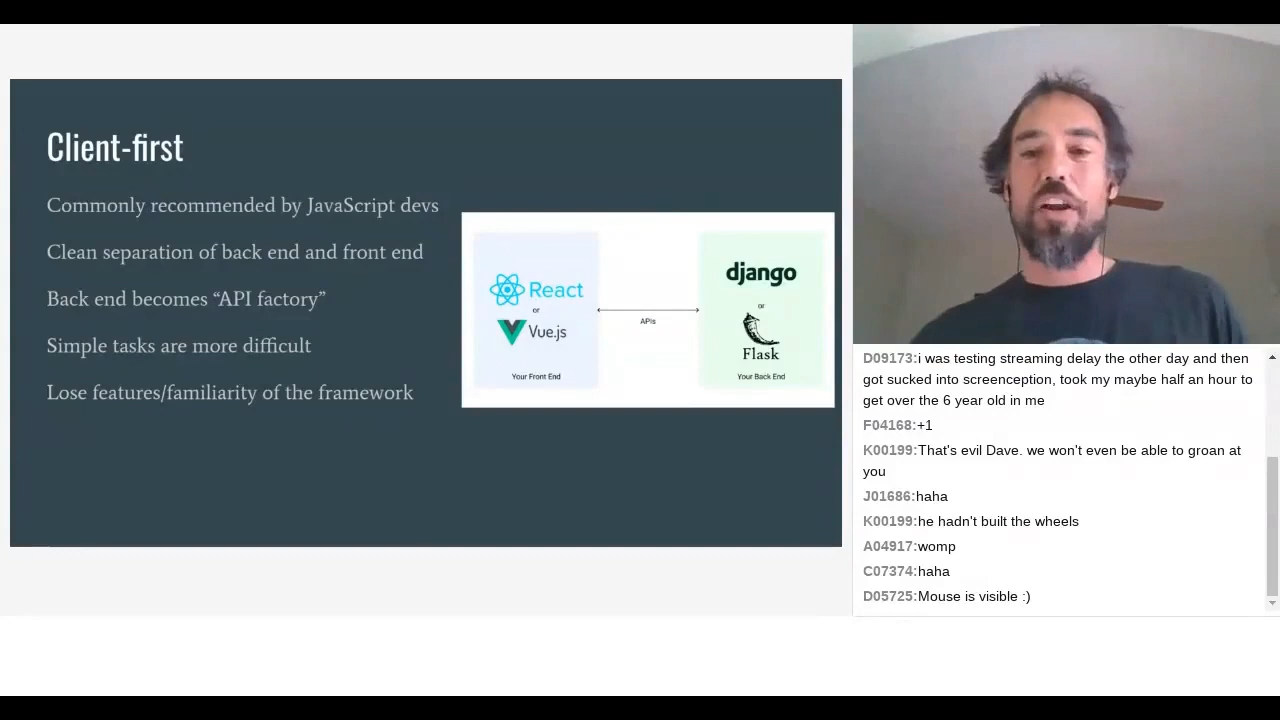 Client-first
Commonly recommended by JavaScript devs
Clean separation of back end and front end
Back end becomes “API factory”
Simple tasks are more difficult
Lose features/familiarity of the framework
React
or
Vue.js
Your Front End
APIs
django
or
Flask
Your Back End
D09173:i was testing streaming delay the other day and then
got sucked into screenception, took my maybe half an hour to
get over the 6 year old in me
F04168:+1
K00199:That's evil Dave. we won't even be able to groan at
you
J01686:haha
K00199:he hadn't built the wheels
A04917:womp
C07374:haha
D05725:Mouse is visible :)